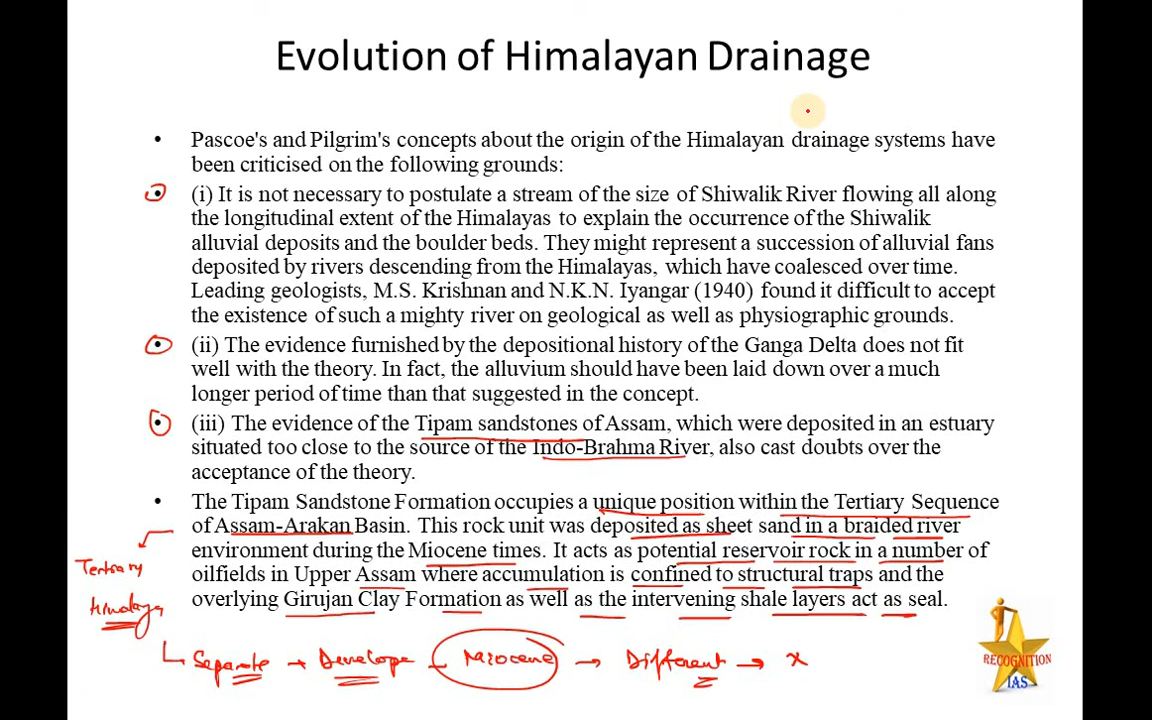 Evolution of Himalayan Drainage
• Pascoe's and Pilgrim's concepts about the origin of the Himalayan drainage systems have
been criticised on the following grounds:
• (i) It is not necessary to postulate a stream of the size of Shiwalik River flowing all along
the longitudinal extent of the Himalayas to explain the occurrence of the Shiwalik
alluvial deposits and the boulder beds. They might represent a succession of alluvial fans
deposited by rivers descending from the Himalayas, which have coalesced over time.
Leading geologists, M.S. Krishnan and N.K.N. Iyangar (1940) found it difficult to accept
the existence of such a mighty river on geological as well as physiographic grounds.
• (ii) The evidence furnished by the depositional history of the Ganga Delta does not fit
well with the theory. In fact, the alluvium should have been laid down over a much
longer period of time than that suggested in the concept.
• (iii) The evidence of the Tipam sandstones of Assam, which were deposited in an estuary
situated too close to the source of the Indo-Brahma River, also cast doubts over the
acceptance of the theory.
• The Tipam Sandstone Formation occupies a unique position within the Tertiary Sequence
of Assam-Arakan Basin. This rock unit was deposited as sheet sand in a braided river
environment during the Miocene times. It acts as potential reservoir rock in a number of
oilfields in Upper Assam where accumulation is confined to structural traps and the
overlying Girujan Clay Formation as well as the intervening shale layers act as seal.
Tertiary
Himalaya
Separate → Develope - Miocene → Different → x
RECOGNITION
IAS